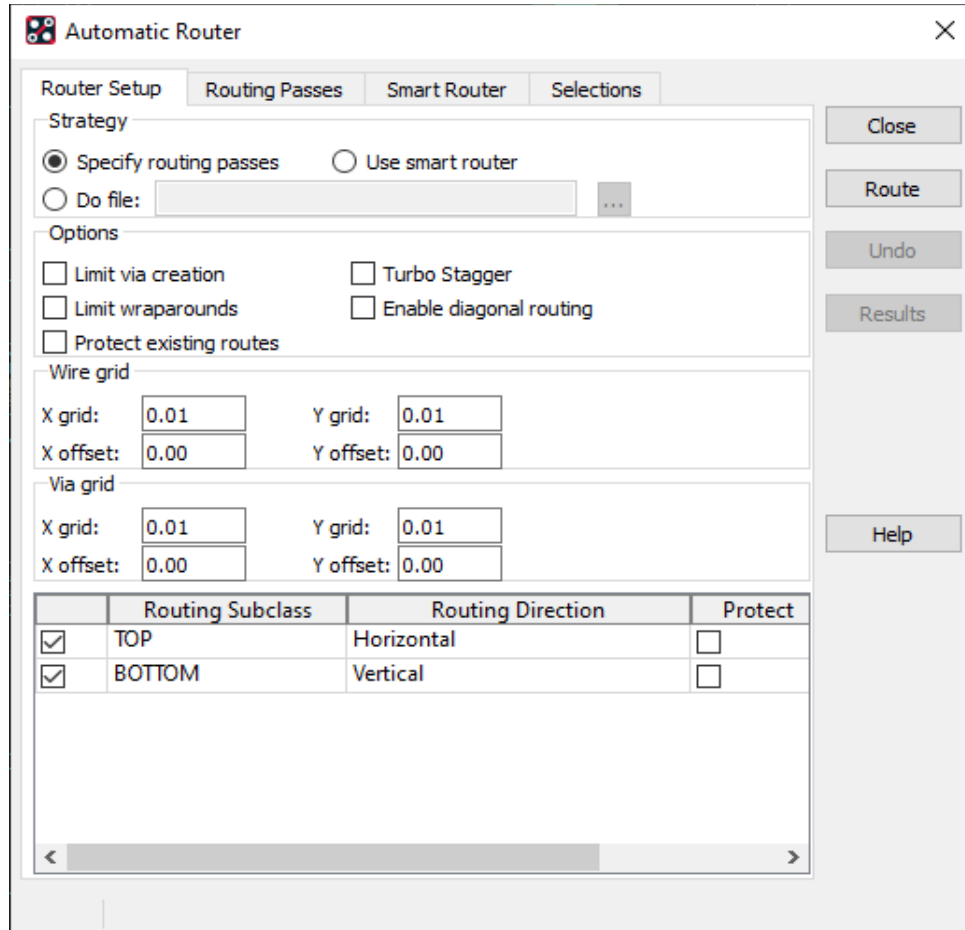 Automatic Router
Router Setup Routing Passes Smart Router Selections
Strategy
Specify routing passes Use smart router
Do file: ...
Options
Limit via creation Turbo Stagger
Limit wraparounds Enable diagonal routing
Protect existing routes
Wire grid
X grid: 0.01 Y grid: 0.01
X offset: 0.00 Y offset: 0.00
Via grid
X grid: 0.01 Y grid: 0.01
X offset: 0.00 Y offset: 0.00
Routing Subclass Routing Direction Protect
TOP Horizontal
BOTTOM Vertical
Close
Route
Undo
Results
Help